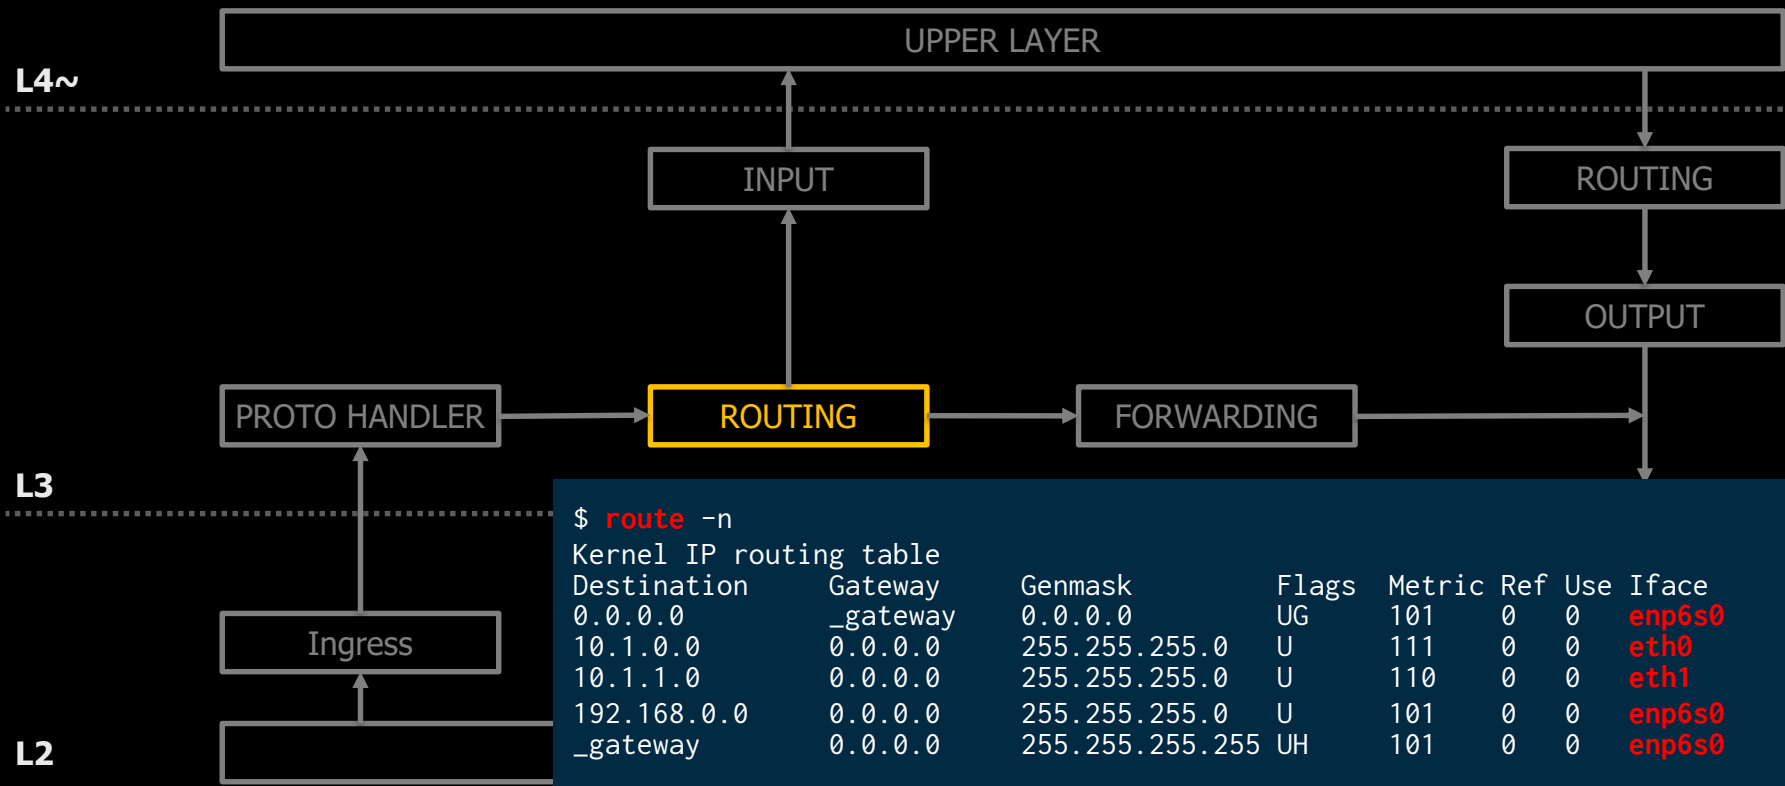 UPPER LAYER
L4~
INPUT
ROUTING
OUTPUT
PROTO HANDLER
ROUTING
FORWARDING
L3
$ route -n
Kernel IP routing table
Destination Gateway Genmask Flags Metric Ref Use Iface
0.0.0.0 _gateway 0.0.0.0 UG 101 0 0 enp6s0
10.1.0.0 0.0.0.0 255.255.255.0 U 111 0 0 eth0
10.1.1.0 0.0.0.0 255.255.255.0 U 110 0 0 eth1
192.168.0.0 0.0.0.0 255.255.255.0 U 101 0 0 enp6s0
_gateway 0.0.0.0 255.255.255.255 UH 101 0 0 enp6s0
Ingress
L2